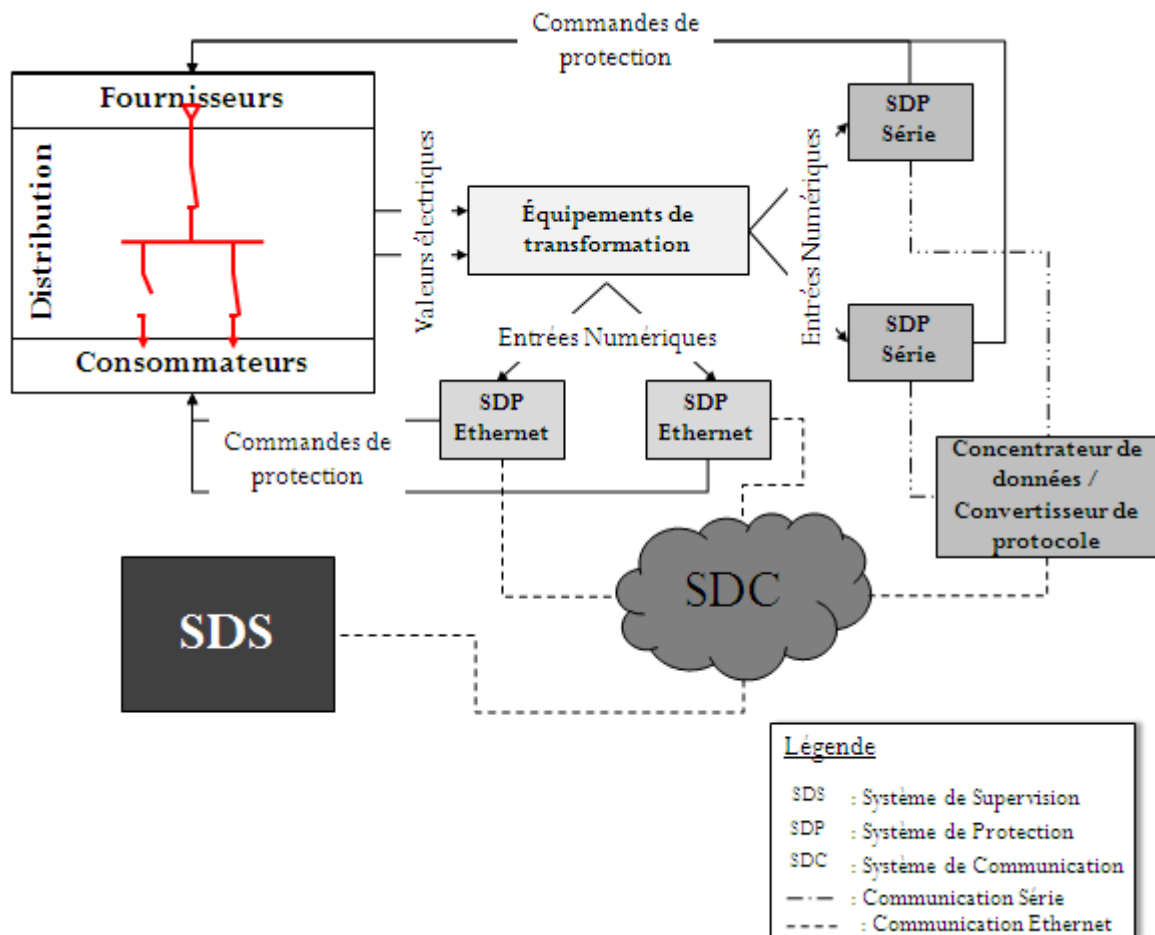 Commandes de
protection
Fournisseurs
Distribution
Consommateurs
Valeurs électriques
Équipements de
transformation
Entrées Numériques
SDP
Série
Entrées Numériques
SDP
Série
SDP
Ethernet
SDP
Ethernet
Commandes de
protection
Concentrateur de
données /
Convertisseur de
protocole
SDC
SDS
Légende
SDS : Système de Supervision
SDP : Système de Protection
SDC : Système de Communication
: Communication Série
: Communication Ethernet